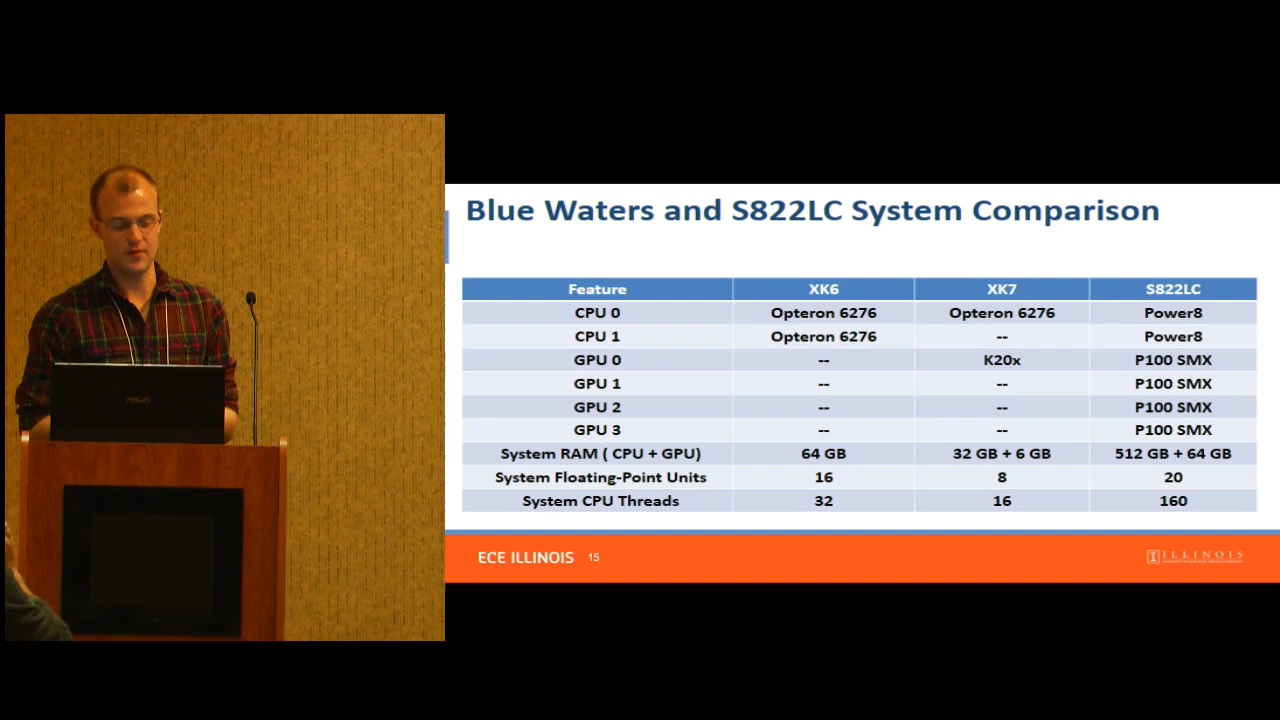 ASUS
Blue Waters and S822LC System Comparison
Feature XK6 XK7 S822LC
CPU 0 Opteron 6276 Opteron 6276 Power8
CPU 1 Opteron 6276 -- Power8
GPU 0 -- K20x P100 SMX
GPU 1 -- -- P100 SMX
GPU 2 -- -- P100 SMX
GPU 3 -- -- P100 SMX
System RAM ( CPU + GPU) 64 GB 32 GB + 6 GB 512 GB + 64 GB
System Floating-Point Units 16 8 20
System CPU Threads 32 16 160
ECE ILLINOIS 15
I ILLINOIS